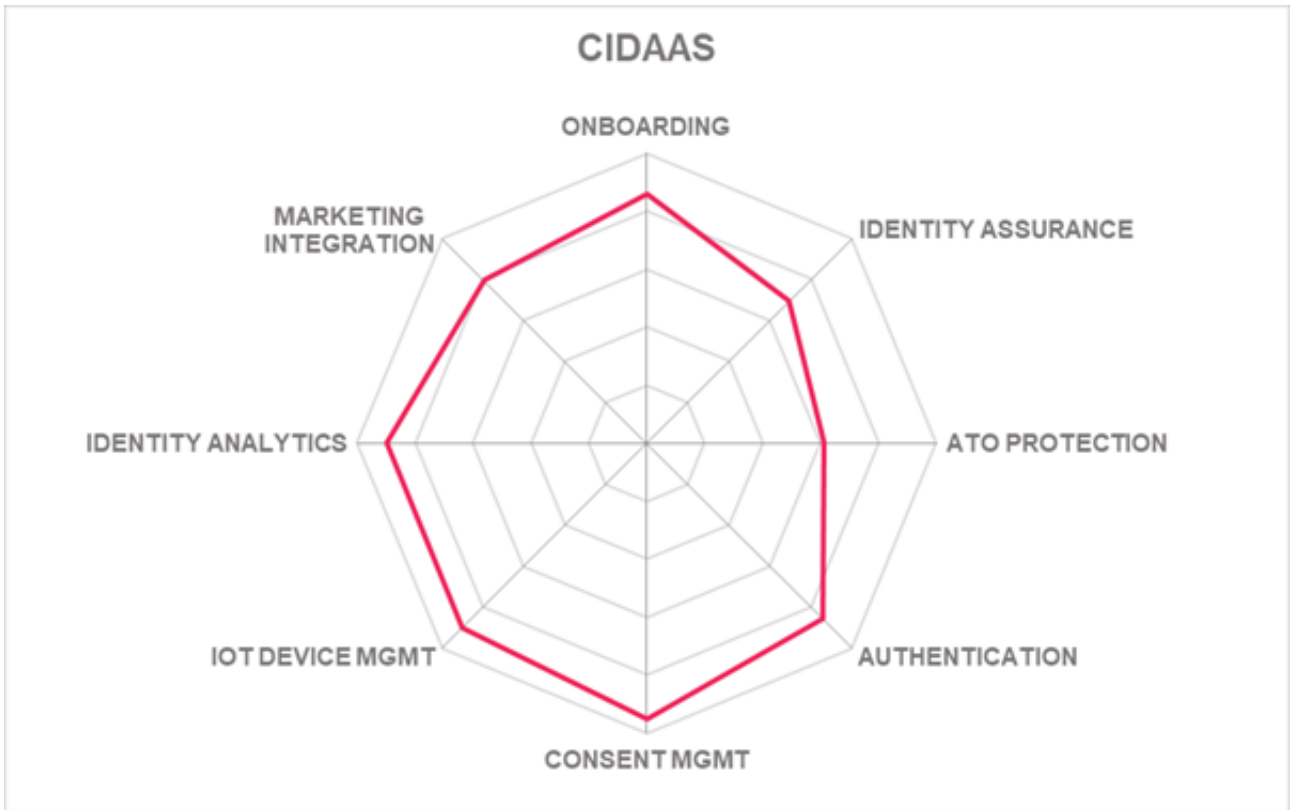 CIDAAS
ONBOARDING
MARKETING
INTEGRATION
IDENTITY ASSURANCE
IDENTITY ANALYTICS
ATO PROTECTION
IOT DEVICE MGMT
AUTHENTICATION
CONSENT MGMT